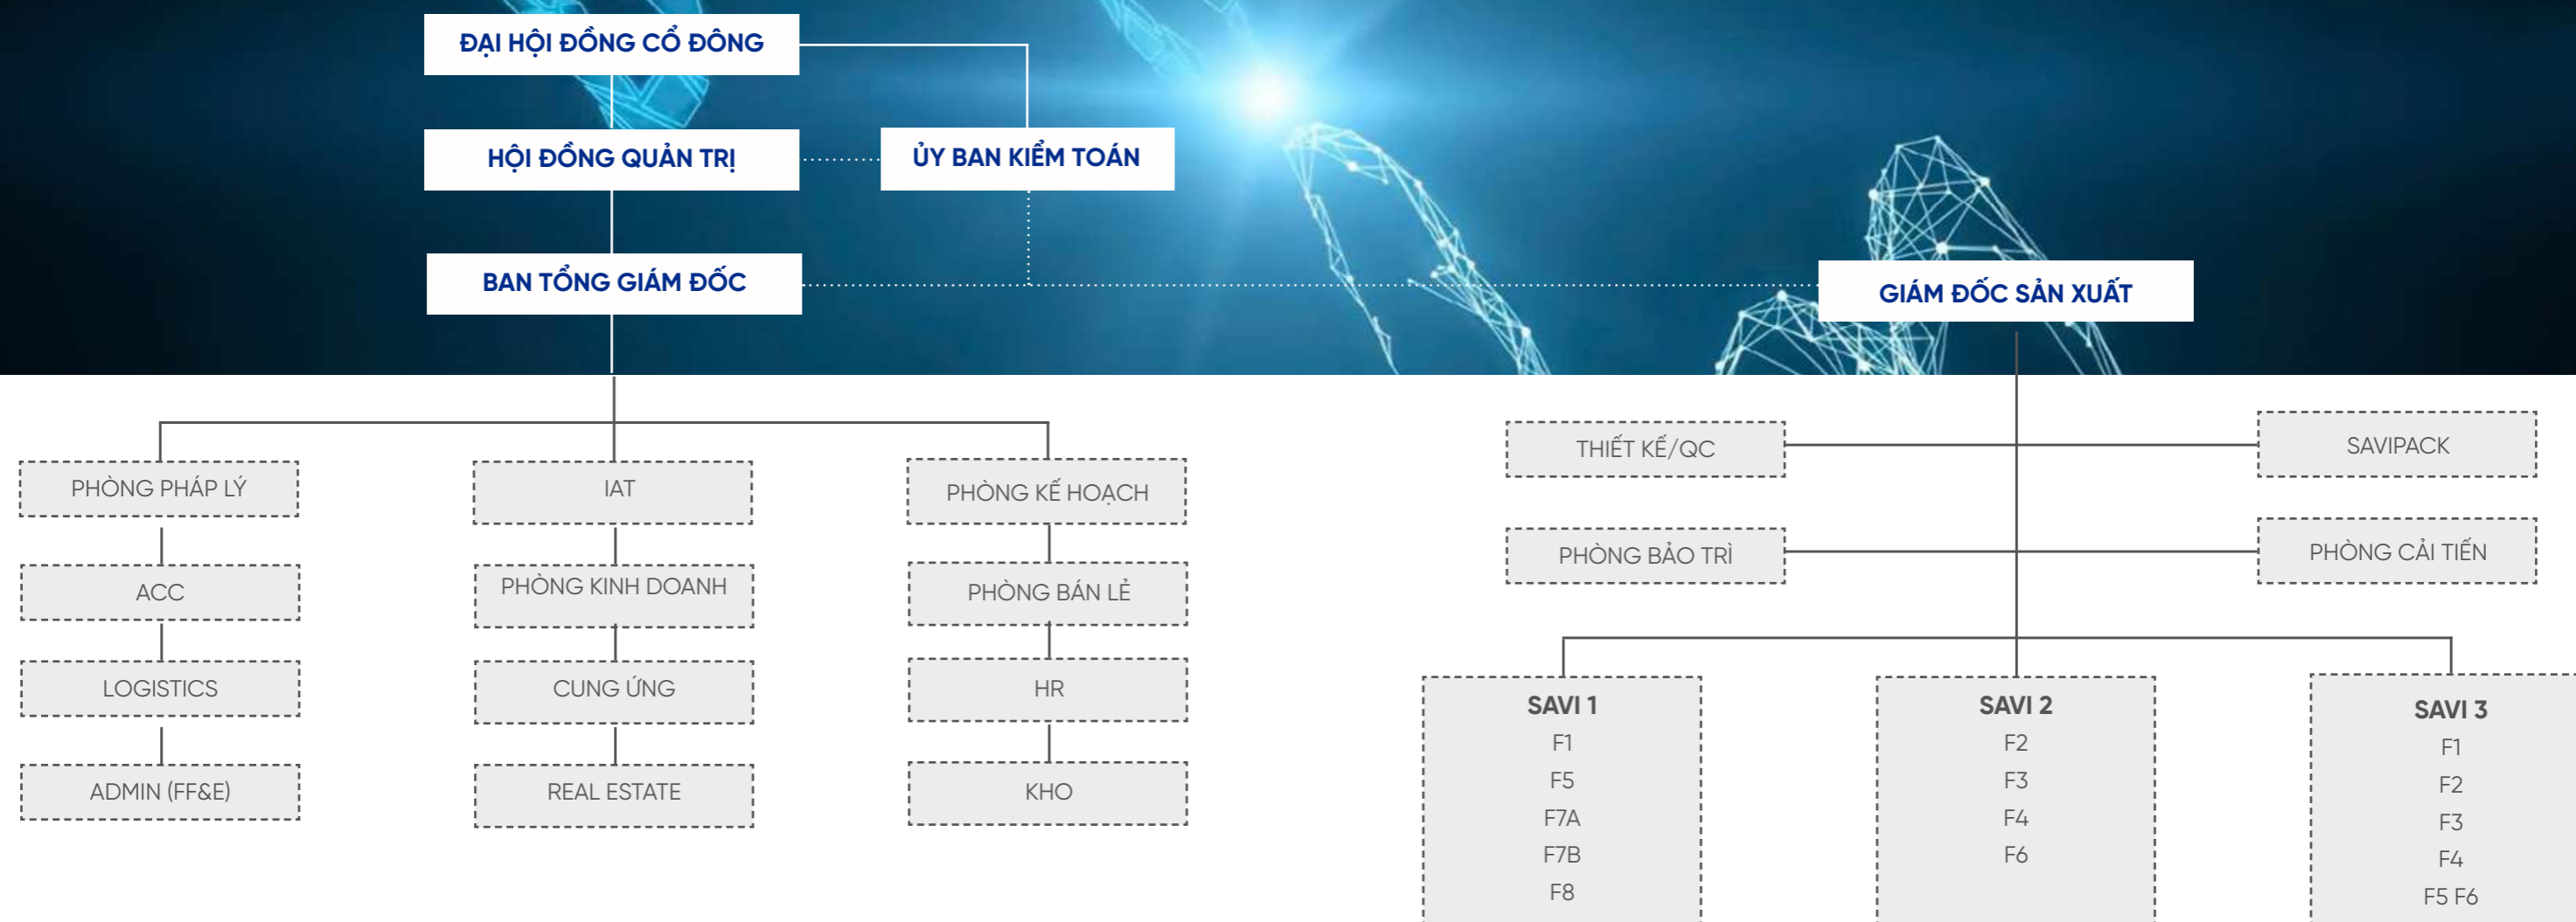 ĐẠI HỘI ĐỒNG CỔ ĐÔNG
HỘI ĐỒNG QUẢN TRỊ
ỦY BAN KIỂM TOÁN
BAN TỔNG GIÁM ĐỐC
GIÁM ĐỐC SẢN XUẤT
PHÒNG PHÁP LÝ
ACC
LOGISTICS
ADMIN (FF&E)
IAT
PHÒNG KINH DOANH
CUNG ỨNG
REAL ESTATE
PHÒNG KẾ HOẠCH
PHÒNG BÁN LẺ
HR
KHO
THIẾT KẾ/QC
SAVIPACK
PHÒNG BẢO TRÌ
PHÒNG CẢI TIẾN
SAVI 1
F1
F5
F7A
F7B
F8
SAVI 2
F2
F3
F4
F6
SAVI 3
F1
F2
F3
F4
F5 F6